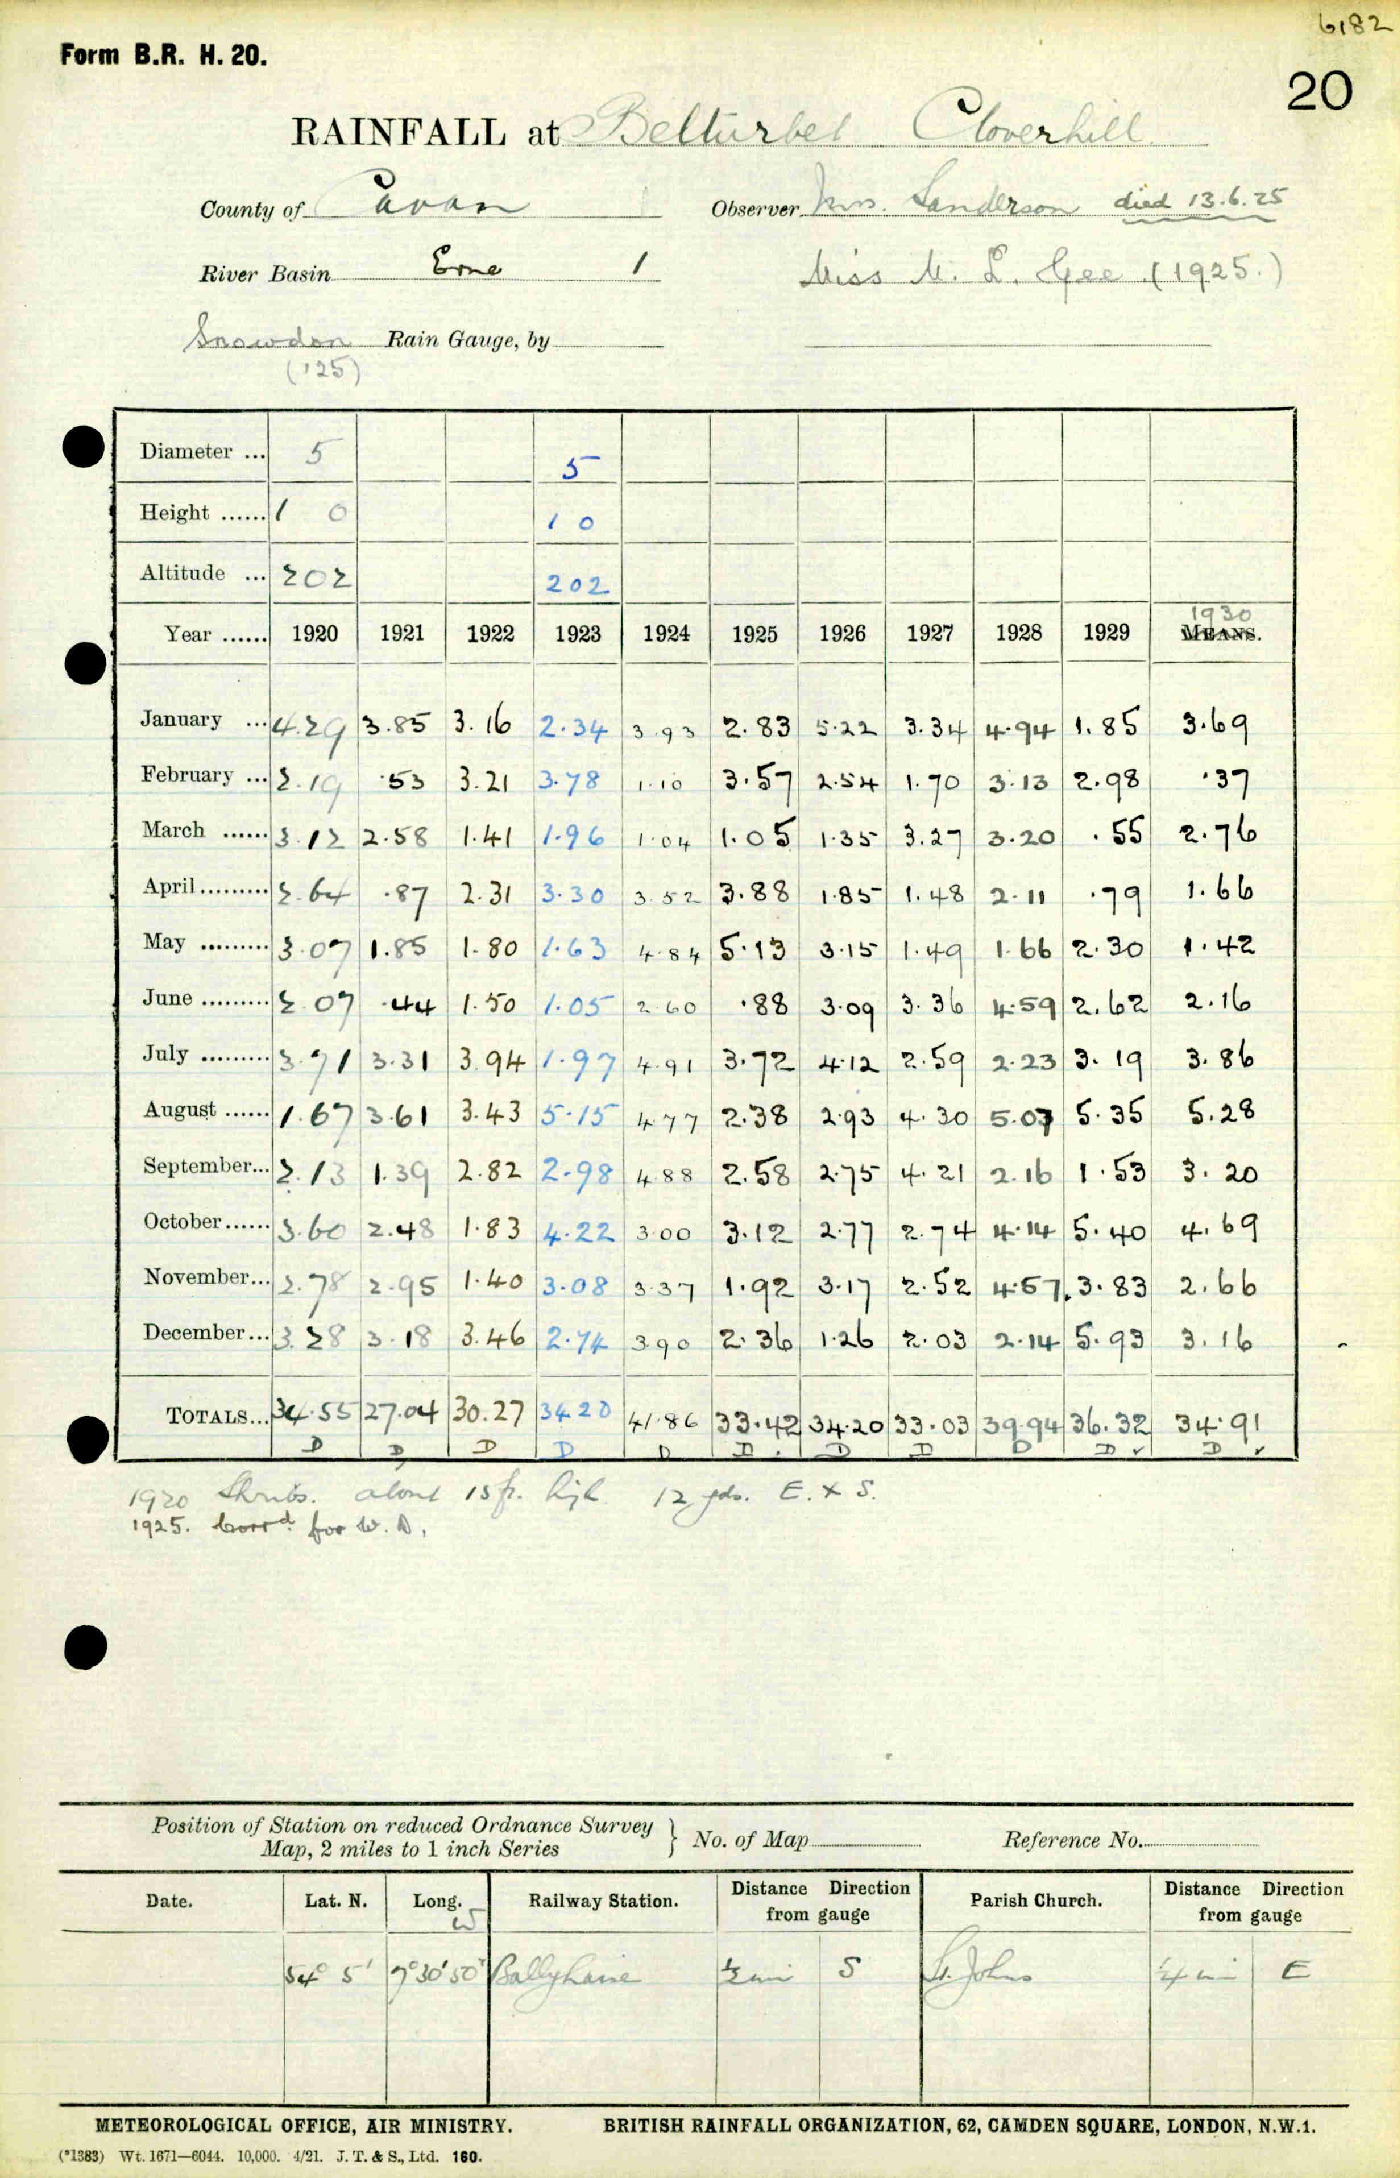 6182
Form B.R. H. 20.
20
RAINFALL at Belturbet Cloverhill
County of Cavan Observer Mrs. Sanderson died 13.6.25
River Basin Erne 1 Miss M. L. Gee (1925.)
Snowdon Rain Gauge, by
('25)
Diameter ... 5 5
Height ...... 1 0 1 0
Altitude ... 202 202
Year ...... 1920 1921 1922 1923 1924 1925 1926 1927 1928 1929 1930 MEANS.
January ... 4.29 3.85 3.16 2.34 3.93 2.83 5.22 3.34 4.94 1.85 3.69
February ... 2.19 .53 3.21 3.78 1.10 3.57 2.54 1.70 3.13 2.98 .37
March ...... 3.12 2.58 1.41 1.96 1.04 1.05 1.35 3.27 3.20 .55 2.76
April ......... 2.64 .87 2.31 3.30 3.52 3.88 1.85 1.48 2.11 .79 1.66
May ......... 3.07 1.85 1.80 1.63 4.84 5.13 3.15 1.49 1.66 2.30 1.42
June ......... 2.07 .44 1.50 1.05 2.60 .88 3.09 3.36 4.59 2.62 2.16
July ......... 3.71 3.31 3.94 1.97 4.91 3.72 4.12 2.59 2.23 3.19 3.86
August ...... 1.67 3.61 3.43 5.15 4.77 2.38 2.93 4.30 5.07 5.35 5.28
September... 2.13 1.39 2.82 2.98 4.88 2.58 2.75 4.21 2.16 1.53 3.20
October...... 3.60 2.48 1.83 4.22 3.00 3.12 2.77 2.74 4.14 5.40 4.69
November... 2.78 2.95 1.40 3.08 3.37 1.92 3.17 2.52 4.67 3.83 2.66
December ... 3.28 3.18 3.46 2.74 3.90 2.36 1.26 2.03 2.14 5.93 3.16
TOTALS... 34.55 27.04 30.27 34.20 41.86 33.42 34.20 33.03 39.94 36.32 34.91
D D D D D D D D D D ✓ D ✓
1920 Shrubs. about 15 ft. high 12 yds. E. & S.
1925. Corrd. for W. D.
Position of Station on reduced Ordnance Survey
Map, 2 miles to 1 inch Series } No. of Map Reference No.
Date. Lat. N. Long. W Railway Station. Distance Direction from gauge Parish Church. Distance Direction from gauge
54° 5' 7° 30' 50" Ballyhaise ½ mi S St. Johns ¼ mi E
METEOROLOGICAL OFFICE, AIR MINISTRY. BRITISH RAINFALL ORGANIZATION, 62, CAMDEN SQUARE, LONDON, N.W.1.
(*1383) Wt. 1671—6044. 10,000. 4/21. J. T. & S., Ltd. 160.